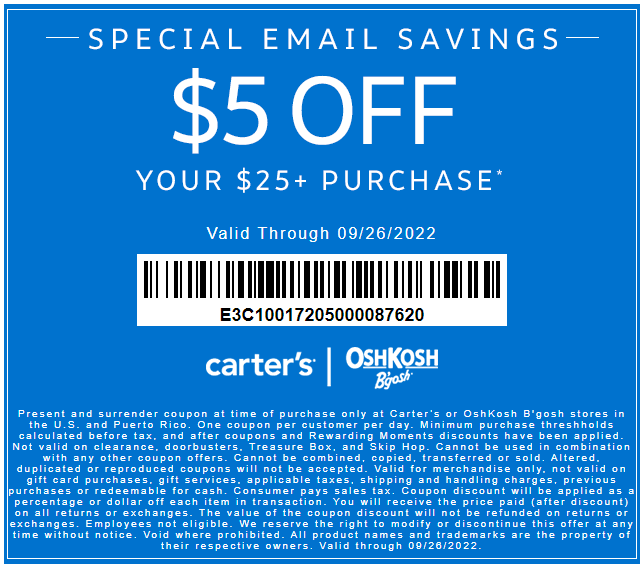 SPECIAL EMAIL SAVINGS
$5 OFF
YOUR $25+ PURCHASE*
Valid Through 09/26/2022
E3C10017205000087620
carter's | OSHKOSH
B'gosh
Present and surrender coupon at time of purchase only at Carter's or OshKosh B'gosh stores in
the U.S. and Puerto Rico. One coupon per customer per day. Minimum purchase threshholds
calculated before tax, and after coupons and Rewarding Moments discounts have been applied.
Not valid on clearance, doorbusters, Treasure Box, and Skip Hop. Cannot be used in combination
with any other coupon offers. Cannot be combined, copied, transferred or sold. Altered,
duplicated or reproduced coupons will not be accepted. Valid for merchandise only, not valid on
gift card purchases, gift services, applicable taxes, shipping and handling charges, previous
purchases or redeemable for cash. Consumer pays sales tax. Coupon discount will be applied as a
percentage or dollar off each item in transaction. You will receive the price paid (after discount)
on all returns or exchanges. The value of the coupon discount will not be refunded on returns or
exchanges. Employees not eligible. We reserve the right to modify or discontinue this offer at any
time without notice. Void where prohibited. All product names and trademarks are the property of
their respective owners. Valid through 09/26/2022.